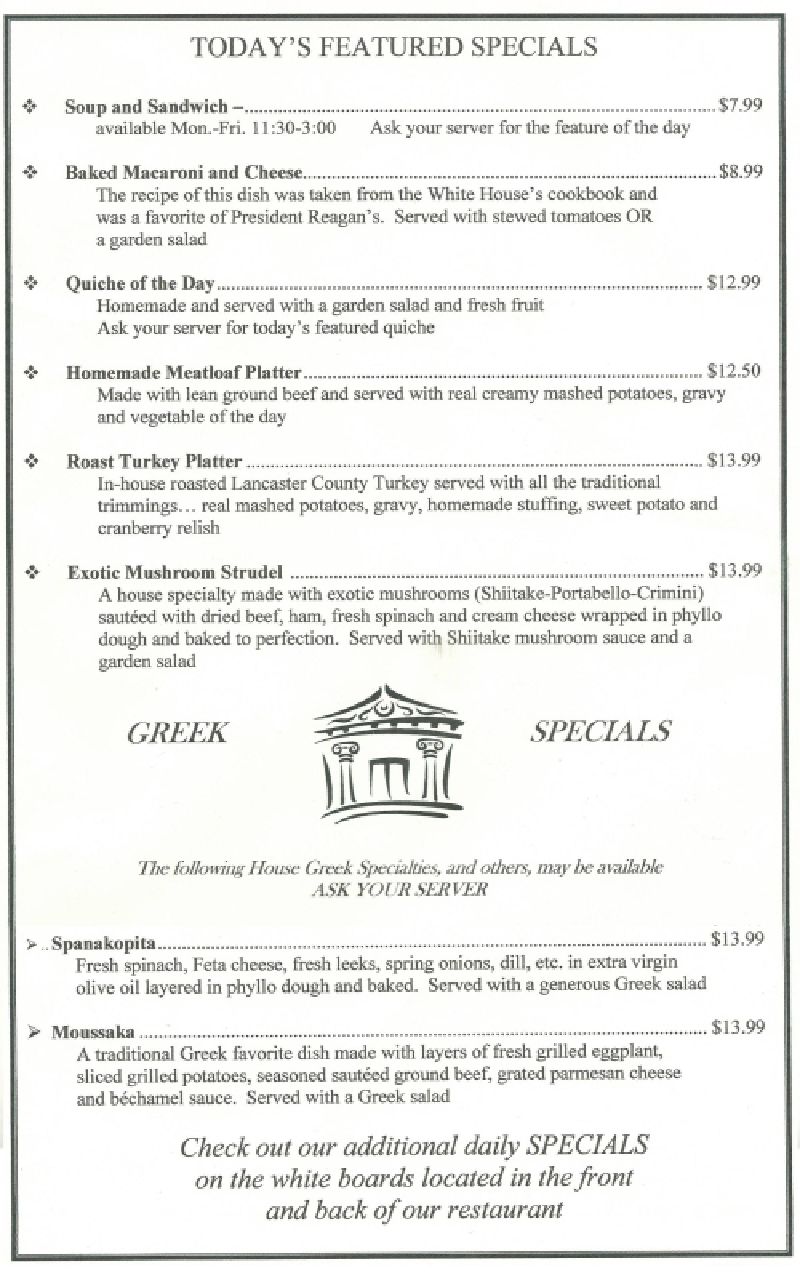 TODAY'S FEATURED SPECIALS
❖ Soup and Sandwich –...........................................................................................$7.99
available Mon.-Fri. 11:30-3:00 Ask your server for the feature of the day
❖ Baked Macaroni and Cheese................................................................................$8.99
The recipe of this dish was taken from the White House's cookbook and
was a favorite of President Reagan's. Served with stewed tomatoes OR
a garden salad
❖ Quiche of the Day................................................................................................ $12.99
Homemade and served with a garden salad and fresh fruit
Ask your server for today's featured quiche
❖ Homemade Meatloaf Platter................................................................................ $12.50
Made with lean ground beef and served with real creamy mashed potatoes, gravy
and vegetable of the day
❖ Roast Turkey Platter ........................................................................................... $13.99
In-house roasted Lancaster County Turkey served with all the traditional
trimmings… real mashed potatoes, gravy, homemade stuffing, sweet potato and
cranberry relish
❖ Exotic Mushroom Strudel ................................................................................... $13.99
A house specialty made with exotic mushrooms (Shiitake-Portabello-Crimini)
sautéed with dried beef, ham, fresh spinach and cream cheese wrapped in phyllo
dough and baked to perfection. Served with Shiitake mushroom sauce and a
garden salad
GREEK SPECIALS
The following House Greek Specialties, and others, may be available
ASK YOUR SERVER
➢ .. Spanakopita.............................................................................................................. $13.99
Fresh spinach, Feta cheese, fresh leeks, spring onions, dill, etc. in extra virgin
olive oil layered in phyllo dough and baked. Served with a generous Greek salad
➢ Moussaka ................................................................................................................. $13.99
A traditional Greek favorite dish made with layers of fresh grilled eggplant,
sliced grilled potatoes, seasoned sautéed ground beef, grated parmesan cheese
and béchamel sauce. Served with a Greek salad
Check out our additional daily SPECIALS
on the white boards located in the front
and back of our restaurant